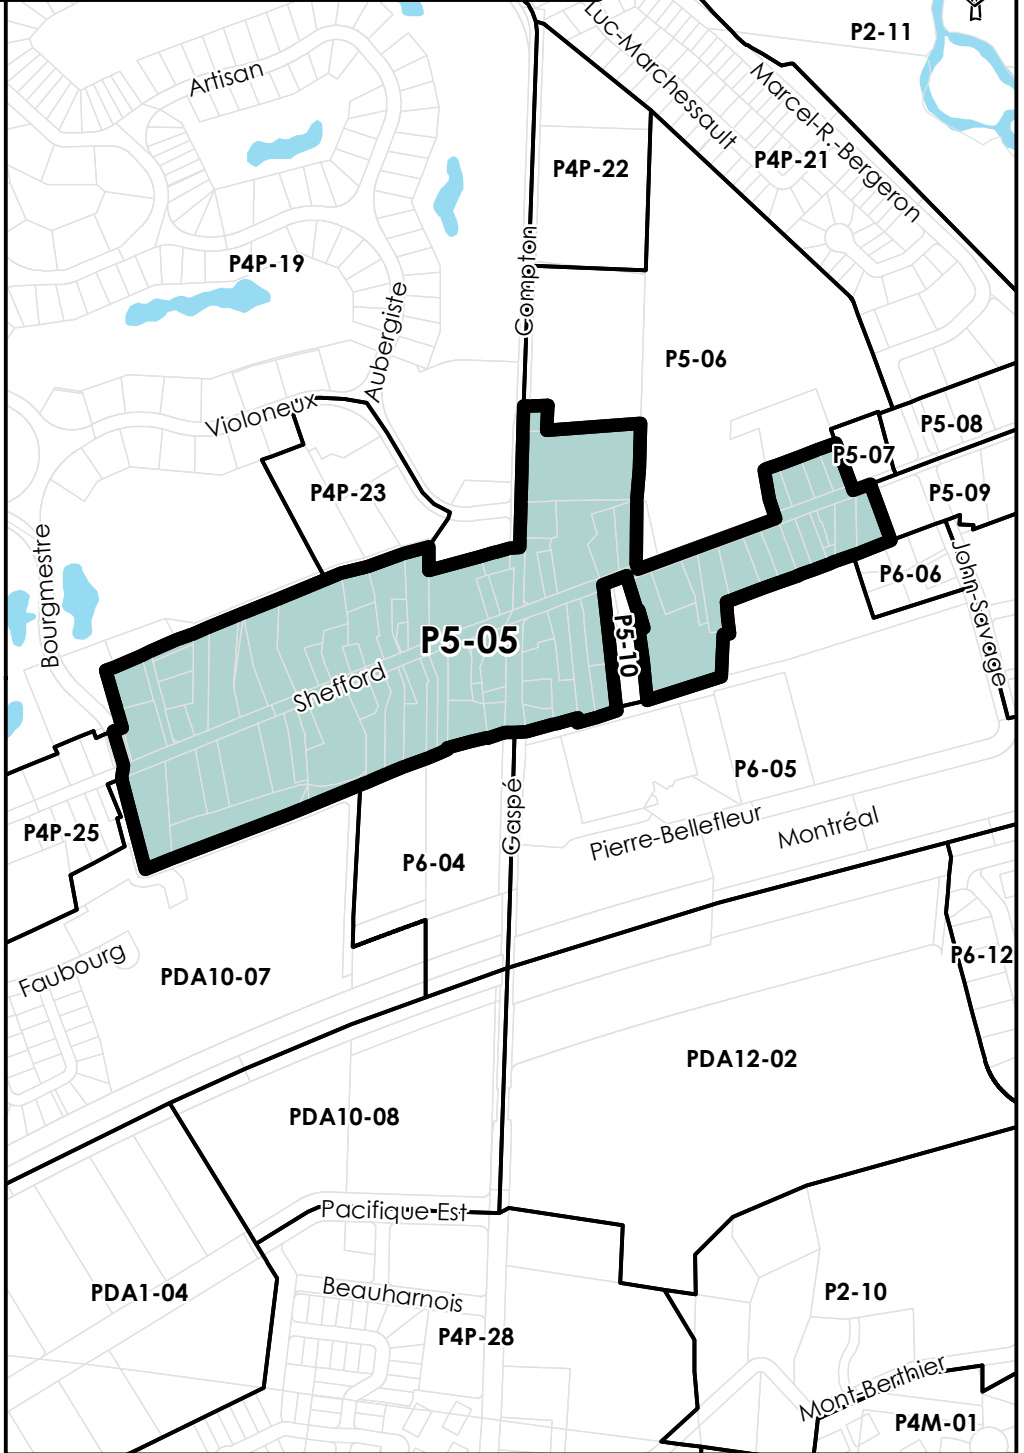 P2-11
Luc-Marchessault
Artisan
Marcel-R.-Bergeron
P4P-21
P4P-22
P4P-19
Compton
Aubergiste
P5-06
Violoneux
P5-08
P5-07
P4P-23
P5-09
Bourgmestre
John-Savage
P6-06
P5-05
P5-10
Shefford
P6-05
Gaspé
Pierre-Bellefleur
Montréal
P4P-25
P6-04
Faubourg
PDA10-07
P6-12
PDA12-02
PDA10-08
Pacifique Est
PDA1-04
Beauharnois
P2-10
P4P-28
Mont-Berthier
P4M-01